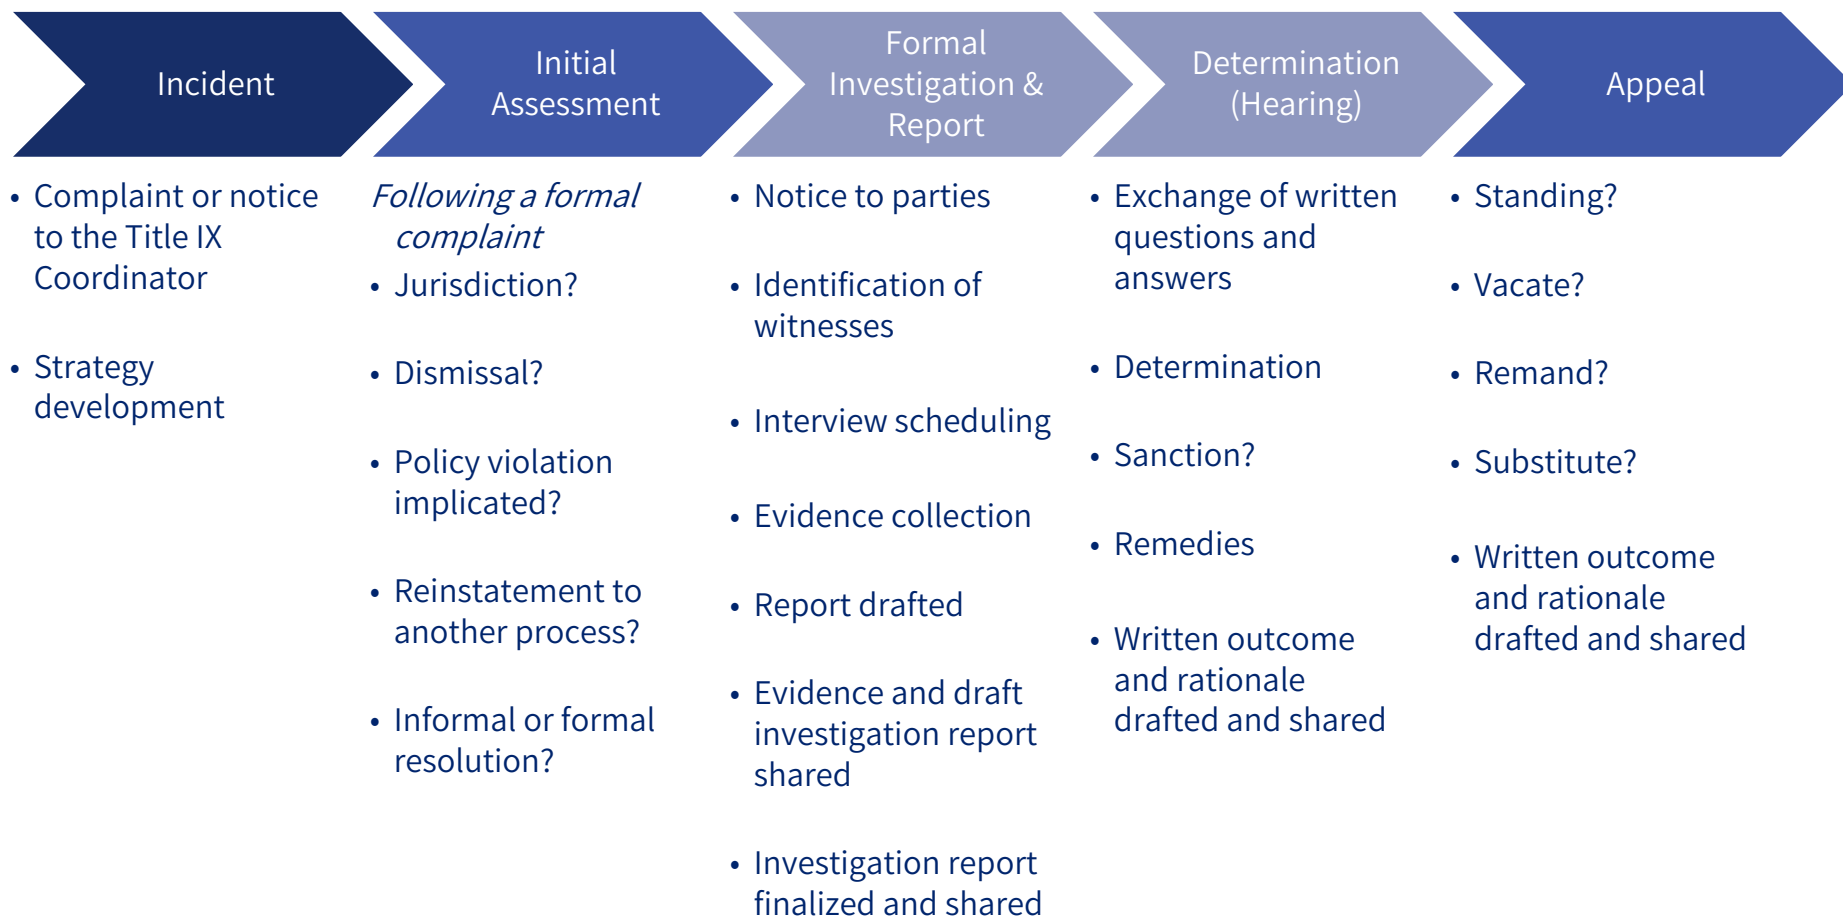 Incident
Initial
Assessment
Formal
Investigation &
Report
Determination
(Hearing)
Appeal
• Complaint or notice
to the Title IX
Coordinator
• Strategy
development
Following a formal
complaint
• Jurisdiction?
• Dismissal?
• Policy violation
implicated?
• Reinstatement to
another process?
• Informal or formal
resolution?
• Notice to parties
• Identification of
witnesses
• Interview scheduling
• Evidence collection
• Report drafted
• Evidence and draft
investigation report
shared
• Investigation report
finalized and shared
• Exchange of written
questions and
answers
• Determination
• Sanction?
• Remedies
• Written outcome
and rationale
drafted and shared
• Standing?
• Vacate?
• Remand?
• Substitute?
• Written outcome
and rationale
drafted and shared